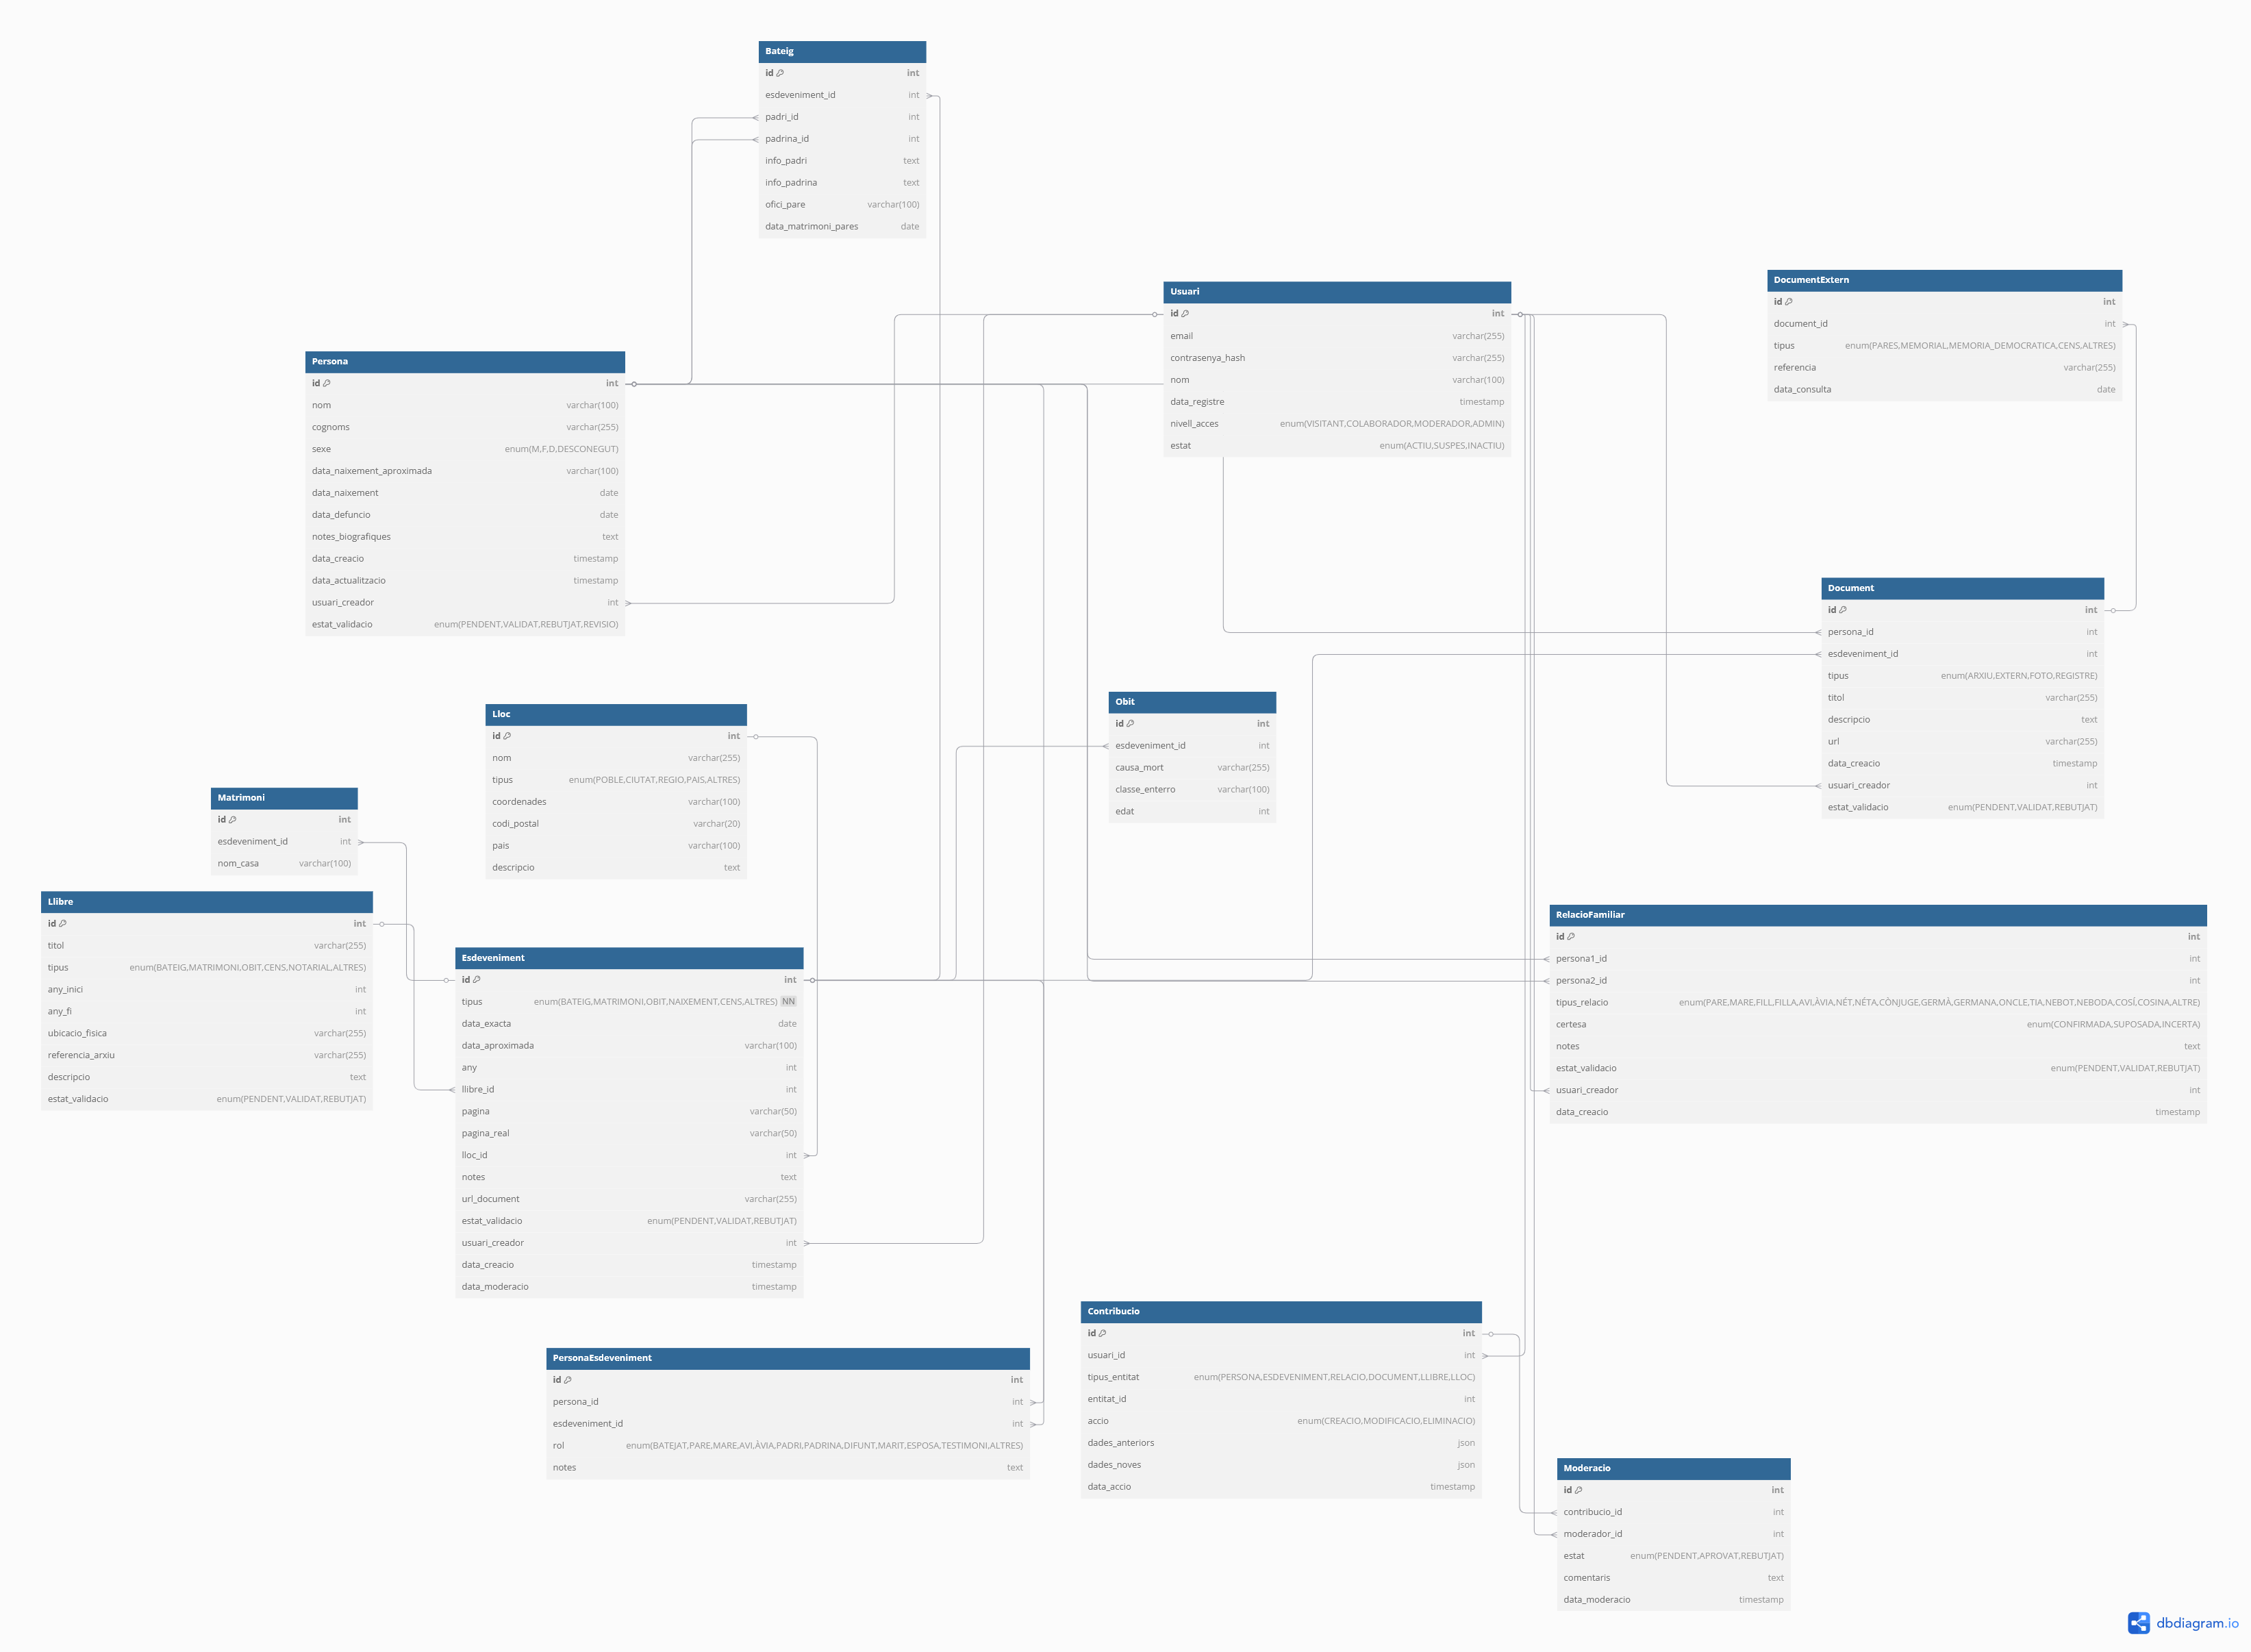 Bateig
id int
esdeveniment_id int
padri_id int
padrina_id int
info_padri text
info_padrina text
ofici_pare varchar(100)
data_matrimoni_pares date
Usuari
id int
email varchar(255)
contrasenya_hash varchar(255)
nom varchar(100)
data_registre timestamp
nivell_acces enum(VISITANT,COLABORADOR,MODERADOR,ADMIN)
estat enum(ACTIU,SUSPES,INACTIU)
DocumentExtern
id int
document_id int
tipus enum(PARES,MEMORIAL,MEMORIA_DEMOCRATICA,CENS,ALTRES)
referencia varchar(255)
data_consulta date
Persona
id int
nom varchar(100)
cognoms varchar(255)
sexe enum(M,F,D,DESCONEGUT)
data_naixement_aproximada varchar(100)
data_naixement date
data_defuncio date
notes_biografiques text
data_creacio timestamp
data_actualitzacio timestamp
usuari_creador int
estat_validacio enum(PENDENT,VALIDAT,REBUTJAT,REVISIO)
Document
id int
persona_id int
esdeveniment_id int
tipus enum(ARXIU,EXTERN,FOTO,REGISTRE)
titol varchar(255)
descripcio text
url varchar(255)
data_creacio timestamp
usuari_creador int
estat_validacio enum(PENDENT,VALIDAT,REBUTJAT)
Obit
id int
esdeveniment_id int
causa_mort varchar(255)
classe_enterro varchar(100)
edat int
Lloc
id int
nom varchar(255)
tipus enum(POBLE,CIUTAT,REGIO,PAIS,ALTRES)
coordenades varchar(100)
codi_postal varchar(20)
pais varchar(100)
descripcio text
Matrimoni
id int
esdeveniment_id int
nom_casa varchar(100)
Llibre
id int
titol varchar(255)
tipus enum(BATEIG,MATRIMONI,OBIT,CENS,NOTARIAL,ALTRES)
any_inici int
any_fi int
ubicacio_fisica varchar(255)
referencia_arxiu varchar(255)
descripcio text
estat_validacio enum(PENDENT,VALIDAT,REBUTJAT)
RelacioFamiliar
id int
persona1_id int
persona2_id int
tipus_relacio enum(PARE,MARE,FILL,FILLA,AVI,ÀVIA,NÉT,NÉTA,CÒNJUGE,GERMÀ,GERMANA,ONCLE,TIA,NEBOT,NEBODA,COSÍ,COSINA,ALTRE)
certesa enum(CONFIRMADA,SUPOSADA,INCERTA)
notes text
estat_validacio enum(PENDENT,VALIDAT,REBUTJAT)
usuari_creador int
data_creacio timestamp
Esdeveniment
id int
tipus enum(BATEIG,MATRIMONI,OBIT,NAIXEMENT,CENS,ALTRES) NN
data_exacta date
data_aproximada varchar(100)
any int
llibre_id int
pagina varchar(50)
pagina_real varchar(50)
lloc_id int
notes text
url_document varchar(255)
estat_validacio enum(PENDENT,VALIDAT,REBUTJAT)
usuari_creador int
data_creacio timestamp
data_moderacio timestamp
Contribucio
id int
usuari_id int
tipus_entitat enum(PERSONA,ESDEVENIMENT,RELACIO,DOCUMENT,LLIBRE,LLOC)
entitat_id int
accio enum(CREACIO,MODIFICACIO,ELIMINACIO)
dades_anteriors json
dades_noves json
data_accio timestamp
PersonaEsdeveniment
id int
persona_id int
esdeveniment_id int
rol enum(BATEJAT,PARE,MARE,AVI,ÀVIA,PADRI,PADRINA,DIFUNT,MARIT,ESPOSA,TESTIMONI,ALTRES)
notes text
Moderacio
id int
contribucio_id int
moderador_id int
estat enum(PENDENT,APROVAT,REBUTJAT)
comentaris text
data_moderacio timestamp
dbdiagram.io